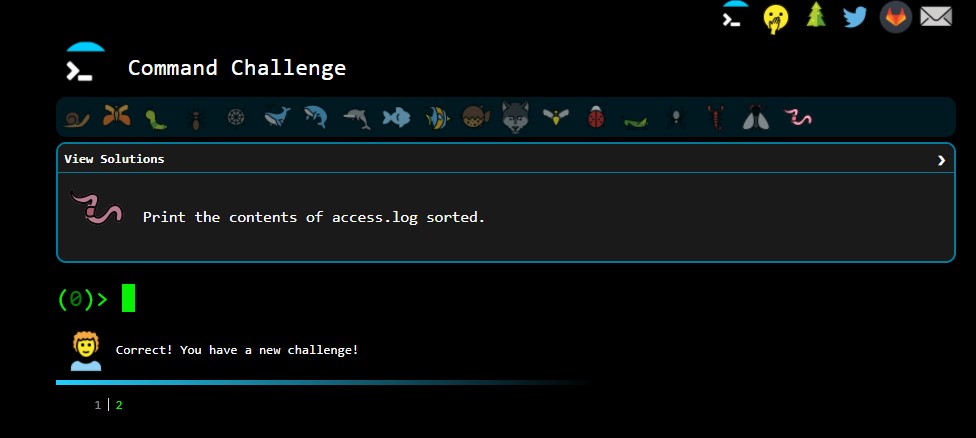 Command Challenge
View Solutions
Print the contents of access.log sorted.
(0)>
Correct! You have a new challenge!
1 | 2